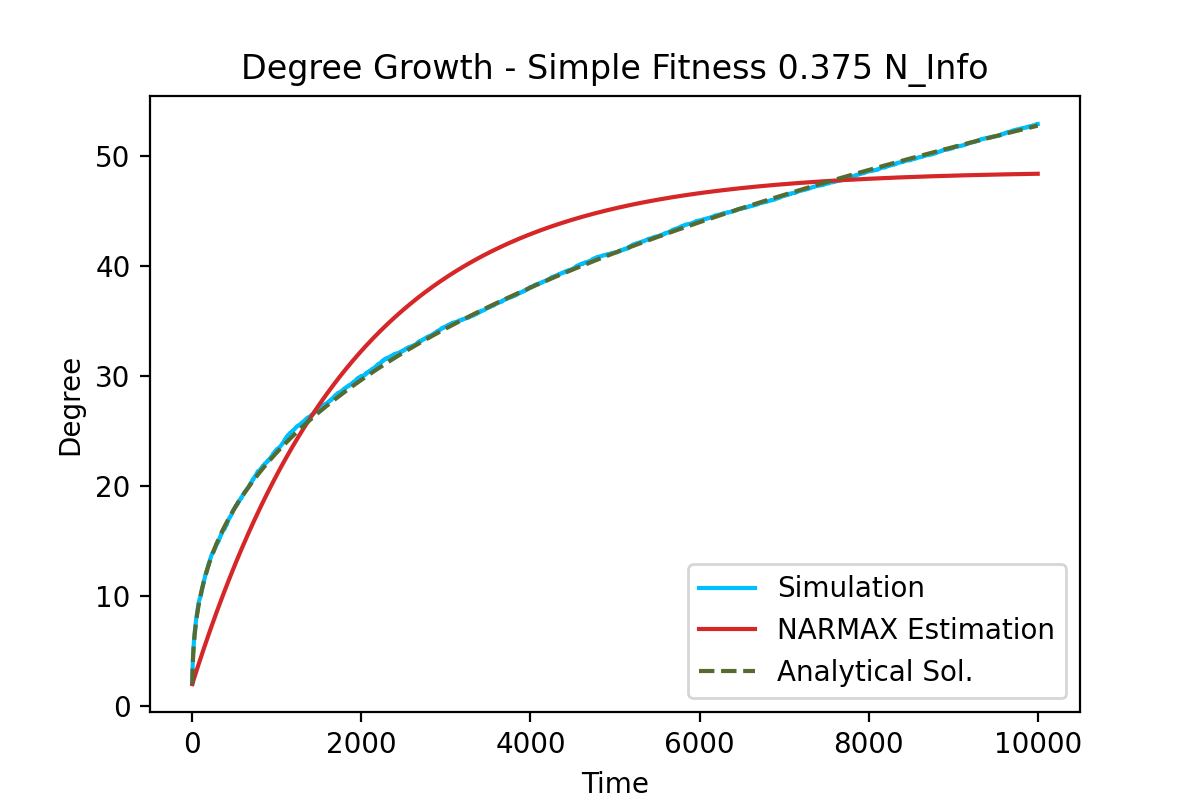 Degree Growth - Simple Fitness 0.375 N_Info
50
40
30
20
10
0
Degree
Simulation
NARMAX Estimation
Analytical Sol.
0 2000 4000 6000 8000 10000
Time